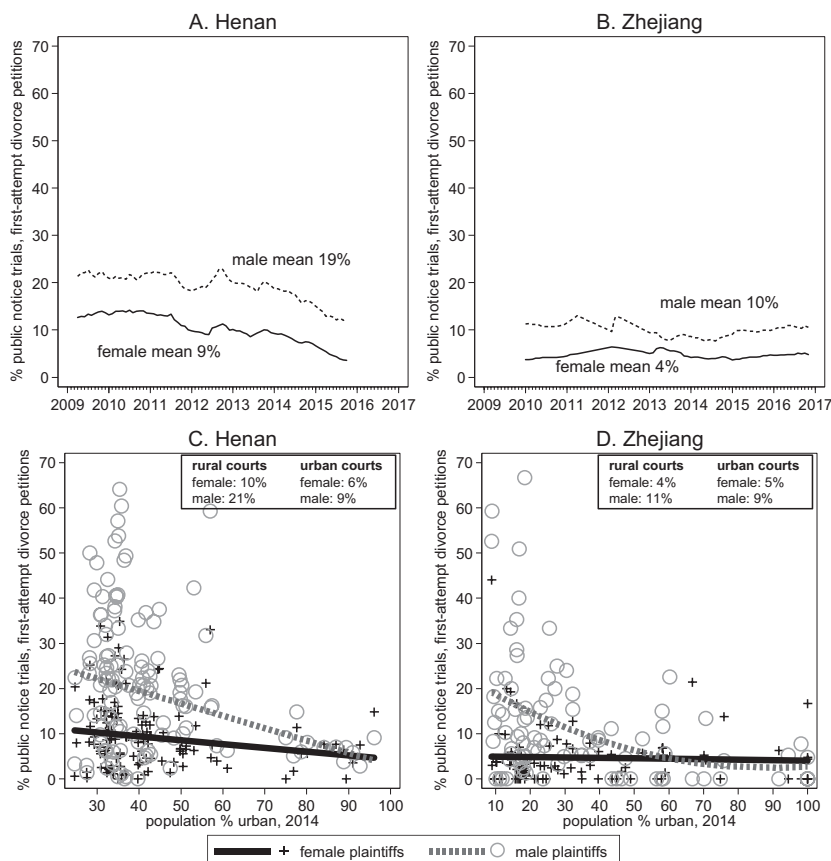 A. Henan
% public notice trials, first-attempt divorce petitions
70
60
50
40
30
20
10
0
male mean 19%
female mean 9%
2009 2010 2011 2012 2013 2014 2015 2016 2017
B. Zhejiang
% public notice trials, first-attempt divorce petitions
70
60
50
40
30
20
10
0
male mean 10%
female mean 4%
2009 2010 2011 2012 2013 2014 2015 2016 2017
C. Henan
% public notice trials, first-attempt divorce petitions
70
60
50
40
30
20
10
0
rural courts urban courts
female: 10% female: 6%
male: 21% male: 9%
30 40 50 60 70 80 90 100
population % urban, 2014
D. Zhejiang
% public notice trials, first-attempt divorce petitions
70
60
50
40
30
20
10
0
rural courts urban courts
female: 4% female: 5%
male: 11% male: 9%
10 20 30 40 50 60 70 80 90 100
population % urban, 2014
female plaintiffs male plaintiffs